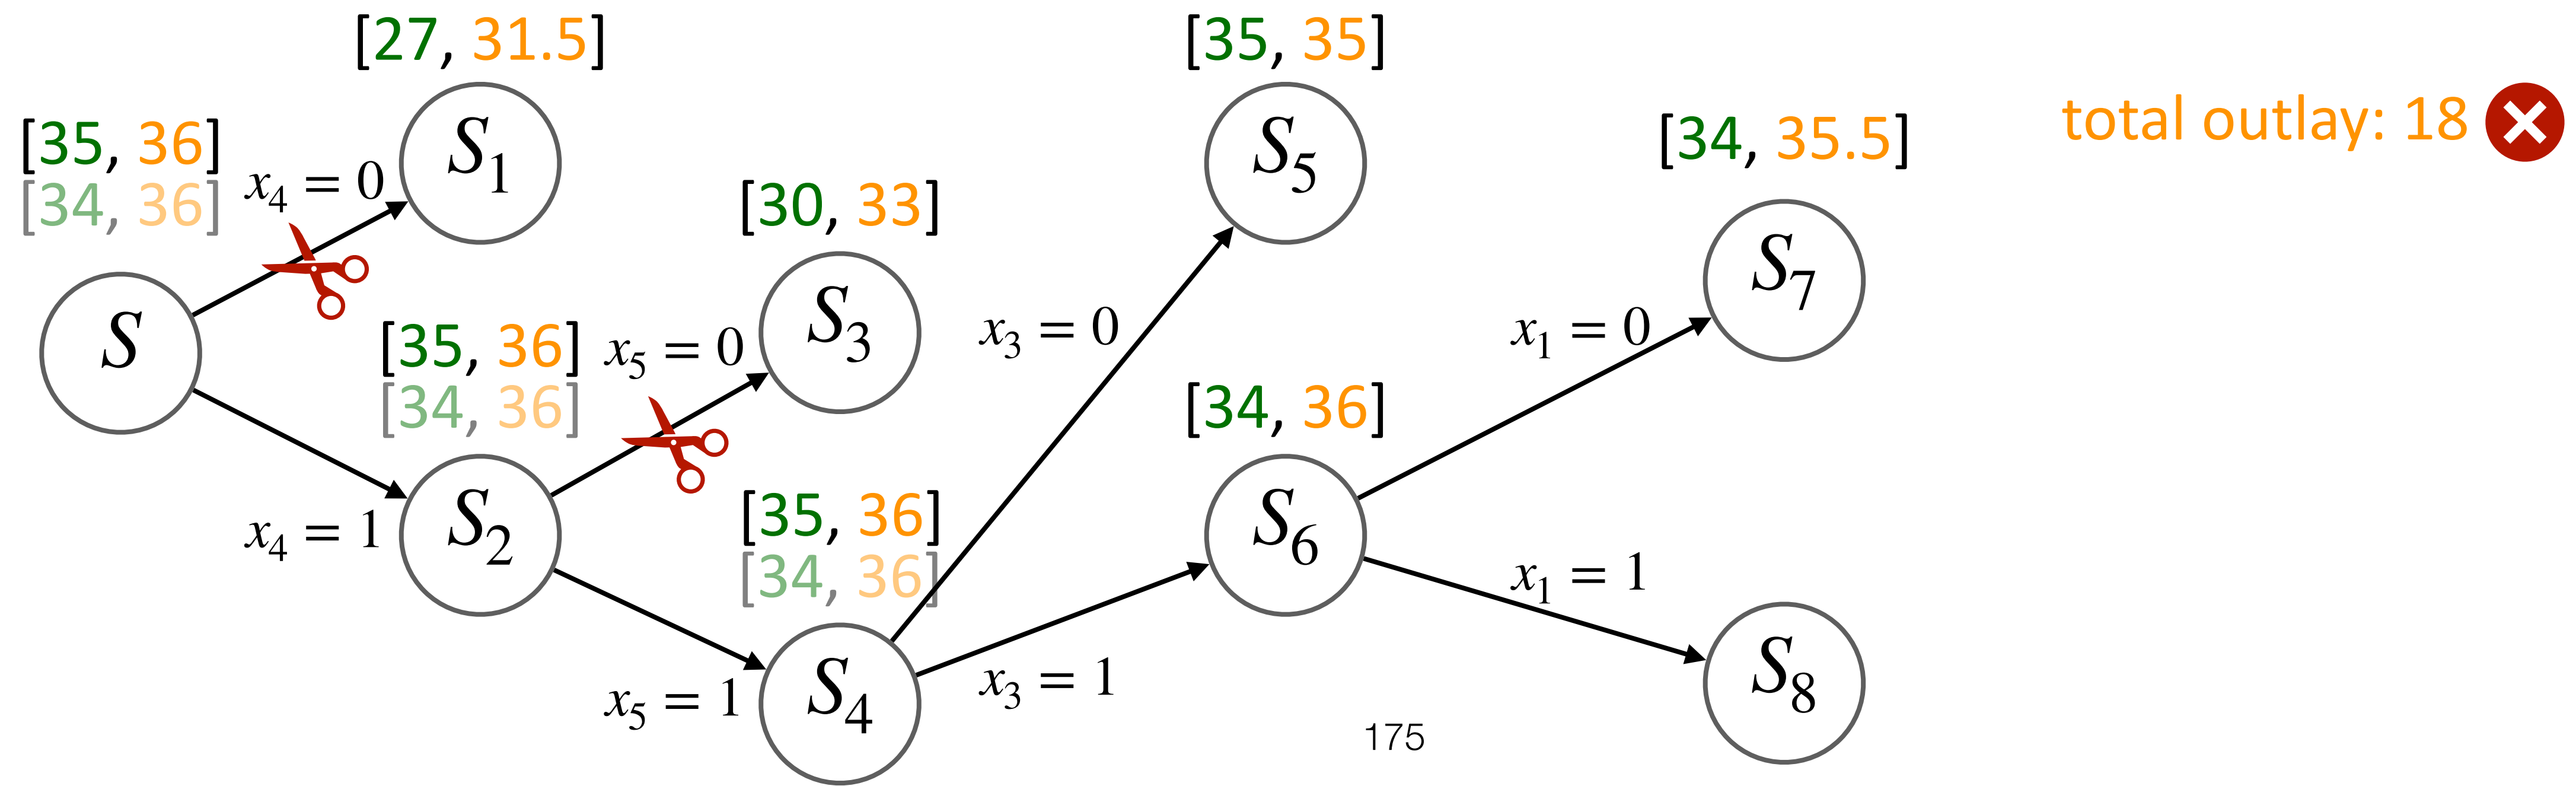 [27, 31.5]
[35, 35]
total outlay: 18
[34, 35.5]
[35, 36]
[34, 36]
x₄ = 0
S₁
S₅
[30, 33]
S₇
S
S₃
x₃ = 0
x₁ = 0
[35, 36]
[34, 36]
x₅ = 0
[34, 36]
x₄ = 1
S₂
[35, 36]
[34, 36]
S₆
x₁ = 1
x₅ = 1
S₄
x₃ = 1
S₈
175